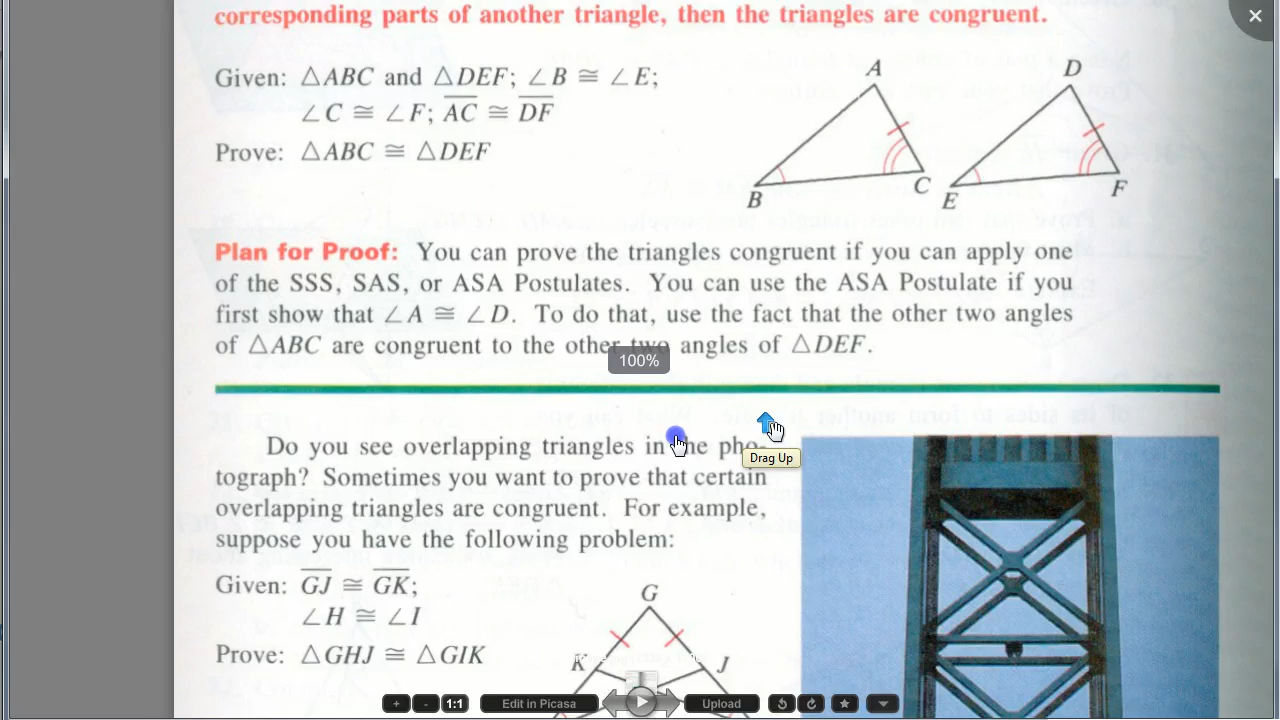 corresponding parts of another triangle, then the triangles are congruent.
Given: △ABC and △DEF; ∠B ≅ ∠E;
∠C ≅ ∠F; A̅C̅ ≅ D̅F̅
Prove: △ABC ≅ △DEF
A
D
B
C
E
F
Plan for Proof: You can prove the triangles congruent if you can apply one
of the SSS, SAS, or ASA Postulates. You can use the ASA Postulate if you
first show that ∠A ≅ ∠D. To do that, use the fact that the other two angles
of △ABC are congruent to the other two angles of △DEF.
100%
Do you see overlapping triangles in the pho-
tograph? Sometimes you want to prove that certain
overlapping triangles are congruent. For example,
suppose you have the following problem:
Drag Up
Given: G̅J̅ ≅ G̅K̅;
∠H ≅ ∠I
Prove: △GHJ ≅ △GIK
G
K
J
+
-
1:1
Edit in Picasa
Upload